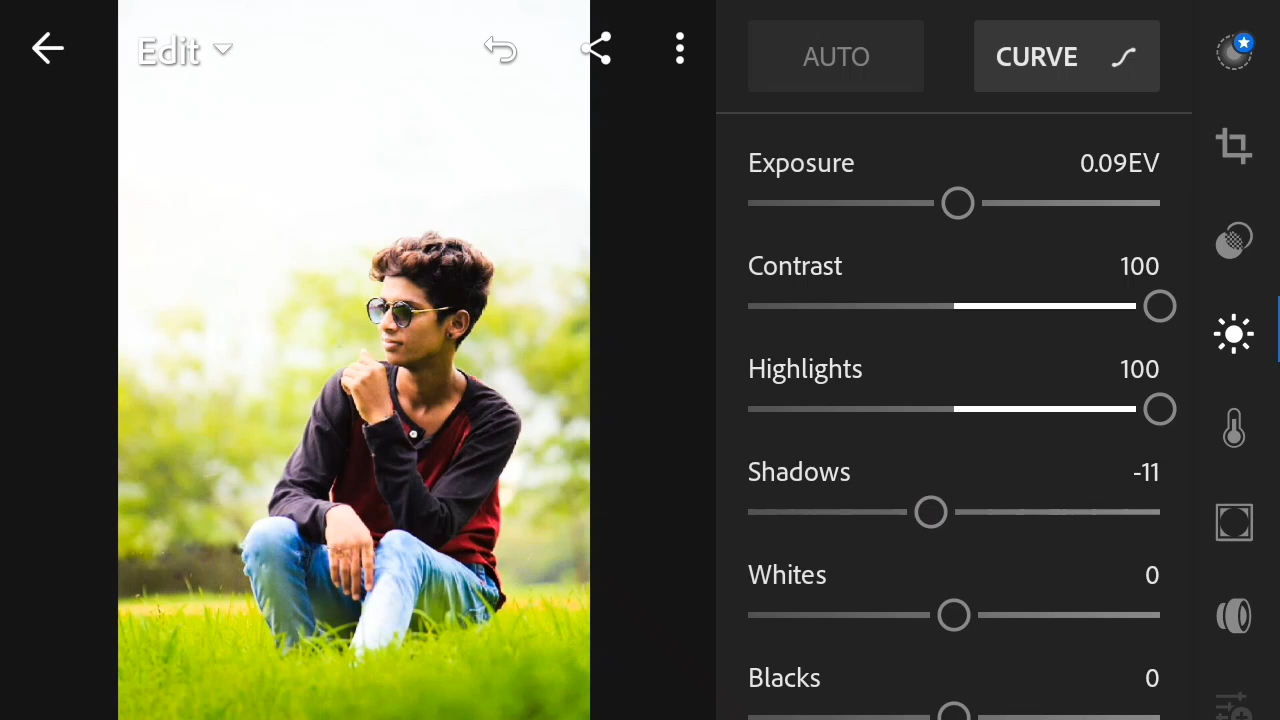 Edit
AUTO
CURVE
Exposure 0.09EV
Contrast 100
Highlights 100
Shadows -11
Whites 0
Blacks 0